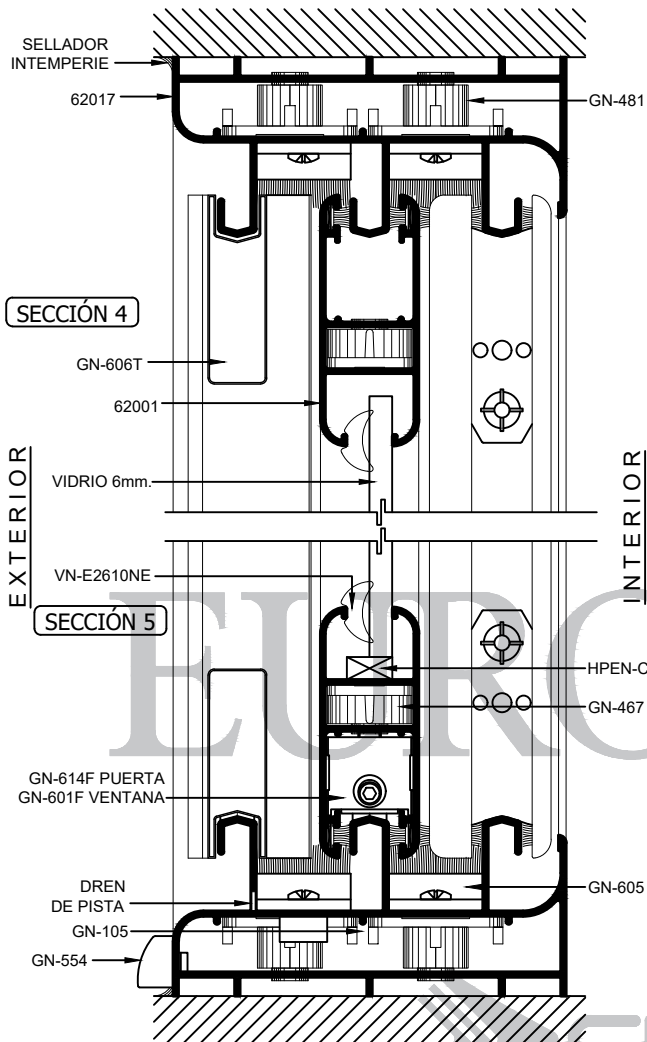 SELLADOR
INTEMPERIE
62017
GN-481
SECCIÓN 4
GN-606T
62001
EXTERIOR
INTERIOR
VIDRIO 6mm.
VN-E2610NE
SECCIÓN 5
EURO
HPEN-C
GN-467
GN-614F PUERTA
GN-601F VENTANA
DREN
DE PISTA
GN-605
GN-105
GN-554